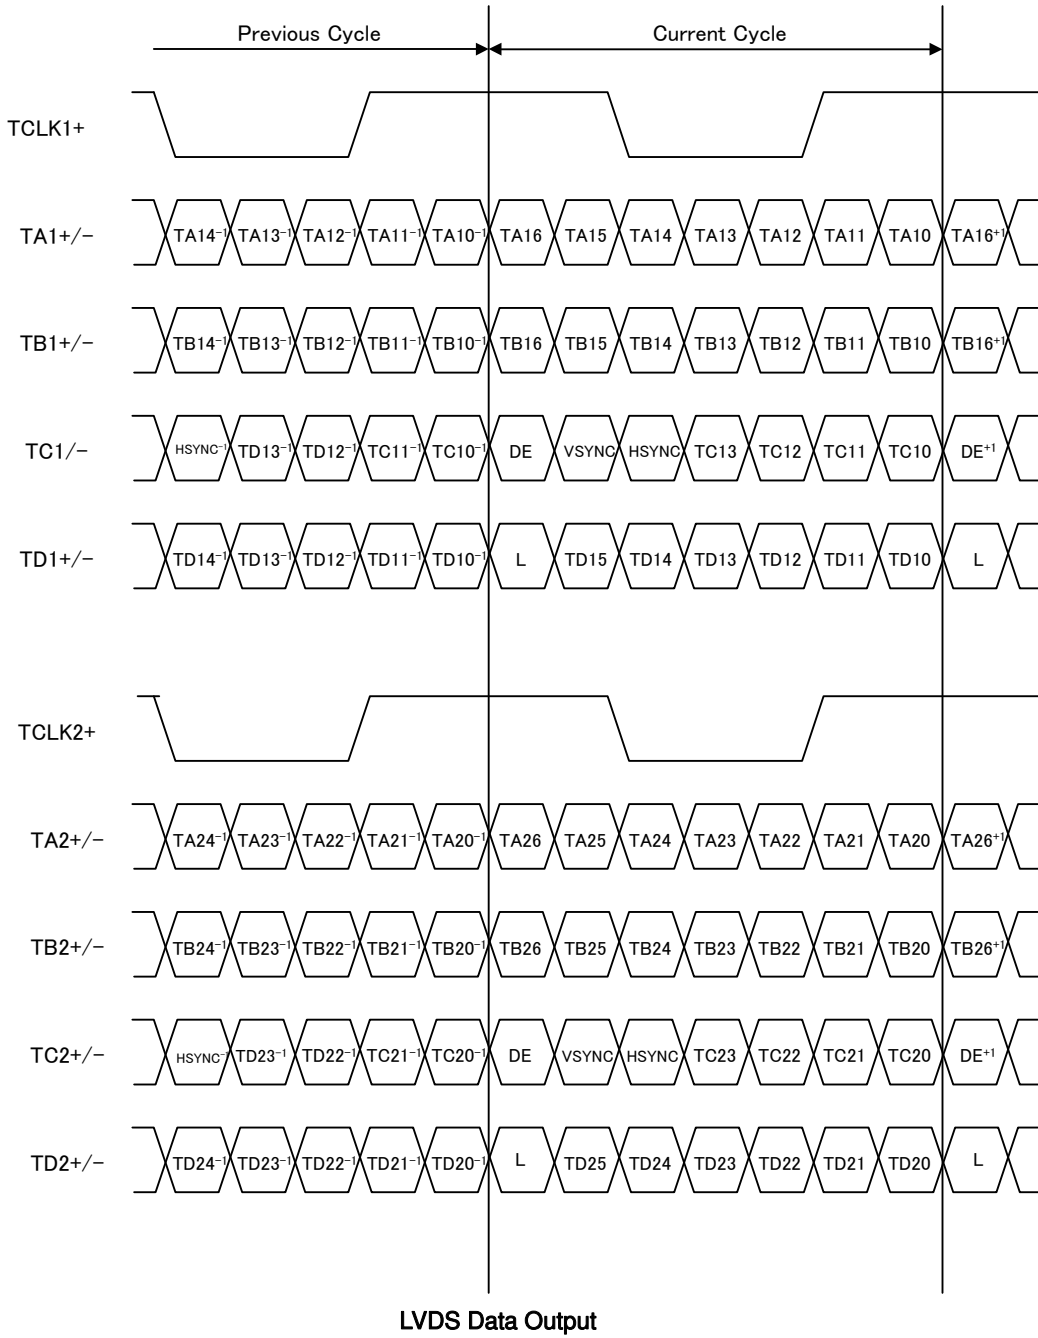 Previous Cycle Current Cycle
TCLK1+
TA1+/- TA14⁻¹ TA13⁻¹ TA12⁻¹ TA11⁻¹ TA10⁻¹ TA16 TA15 TA14 TA13 TA12 TA11 TA10 TA16⁺¹
TB1+/- TB14⁻¹ TB13⁻¹ TB12⁻¹ TB11⁻¹ TB10⁻¹ TB16 TB15 TB14 TB13 TB12 TB11 TB10 TB16⁺¹
TC1/- HSYNC⁻¹ TD13⁻¹ TD12⁻¹ TC11⁻¹ TC10⁻¹ DE VSYNC HSYNC TC13 TC12 TC11 TC10 DE⁺¹
TD1+/- TD14⁻¹ TD13⁻¹ TD12⁻¹ TD11⁻¹ TD10⁻¹ L TD15 TD14 TD13 TD12 TD11 TD10 L
TCLK2+
TA2+/- TA24⁻¹ TA23⁻¹ TA22⁻¹ TA21⁻¹ TA20⁻¹ TA26 TA25 TA24 TA23 TA22 TA21 TA20 TA26⁺¹
TB2+/- TB24⁻¹ TB23⁻¹ TB22⁻¹ TB21⁻¹ TB20⁻¹ TB26 TB25 TB24 TB23 TB22 TB21 TB20 TB26⁺¹
TC2+/- HSYNC⁻¹ TD23⁻¹ TD22⁻¹ TC21⁻¹ TC20⁻¹ DE VSYNC HSYNC TC23 TC22 TC21 TC20 DE⁺¹
TD2+/- TD24⁻¹ TD23⁻¹ TD22⁻¹ TD21⁻¹ TD20⁻¹ L TD25 TD24 TD23 TD22 TD21 TD20 L
LVDS Data Output